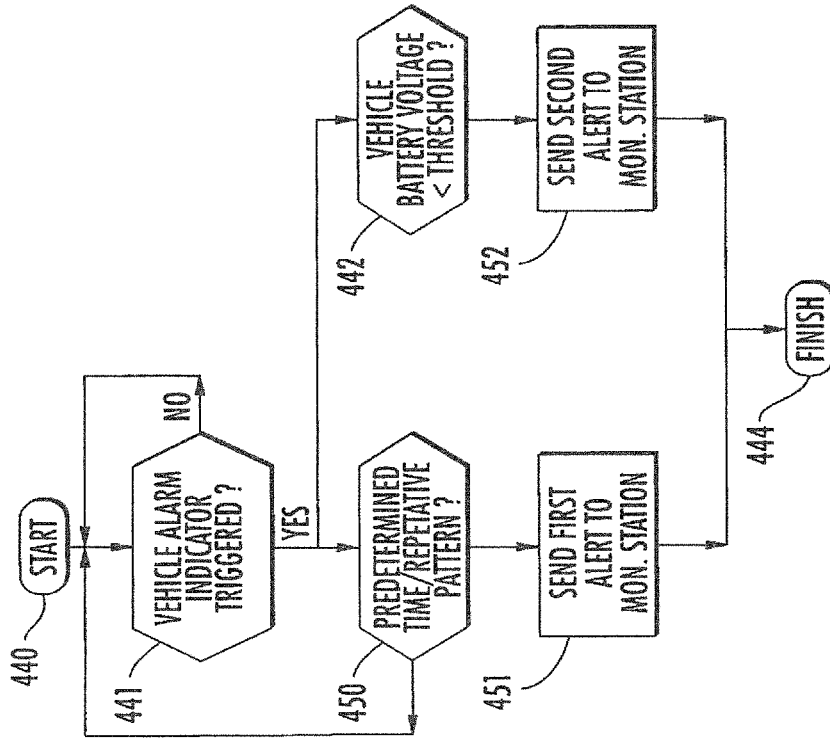 440
START
NO
441
VEHICLE ALARM
INDICATOR
TRIGGERED ?
YES
450
PREDETERMINED
TIME/REPETATIVE
PATTERN ?
442
VEHICLE
BATTERY VOLTAGE
< THRESHOLD ?
451
SEND FIRST
ALERT TO
MON. STATION
452
SEND SECOND
ALERT TO
MON. STATION
444
FINISH